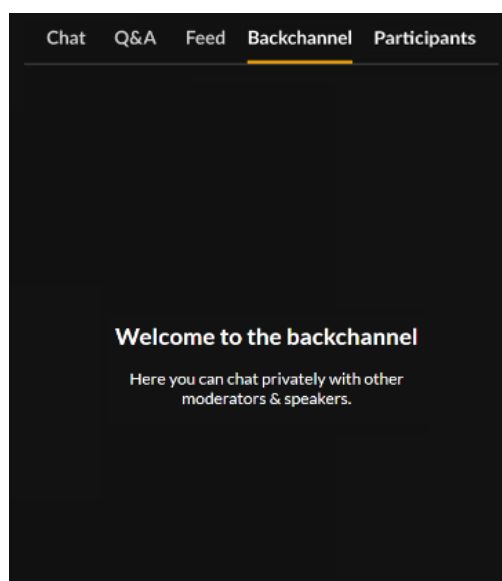 Chat Q&A Feed Backchannel Participants
Welcome to the backchannel
Here you can chat privately with other
moderators & speakers.